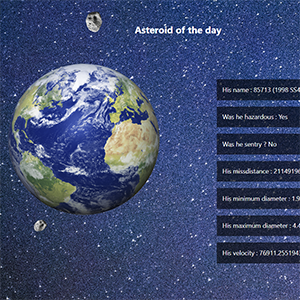 Asteroid of the day
His name : 85713 (1998 SS4
Was he hazardous : Yes
Was he sentry ? No
His missdistance : 21149196
His minimum diameter : 1.9
His maximum diameter : 4.4
His velocity : 76911.255194